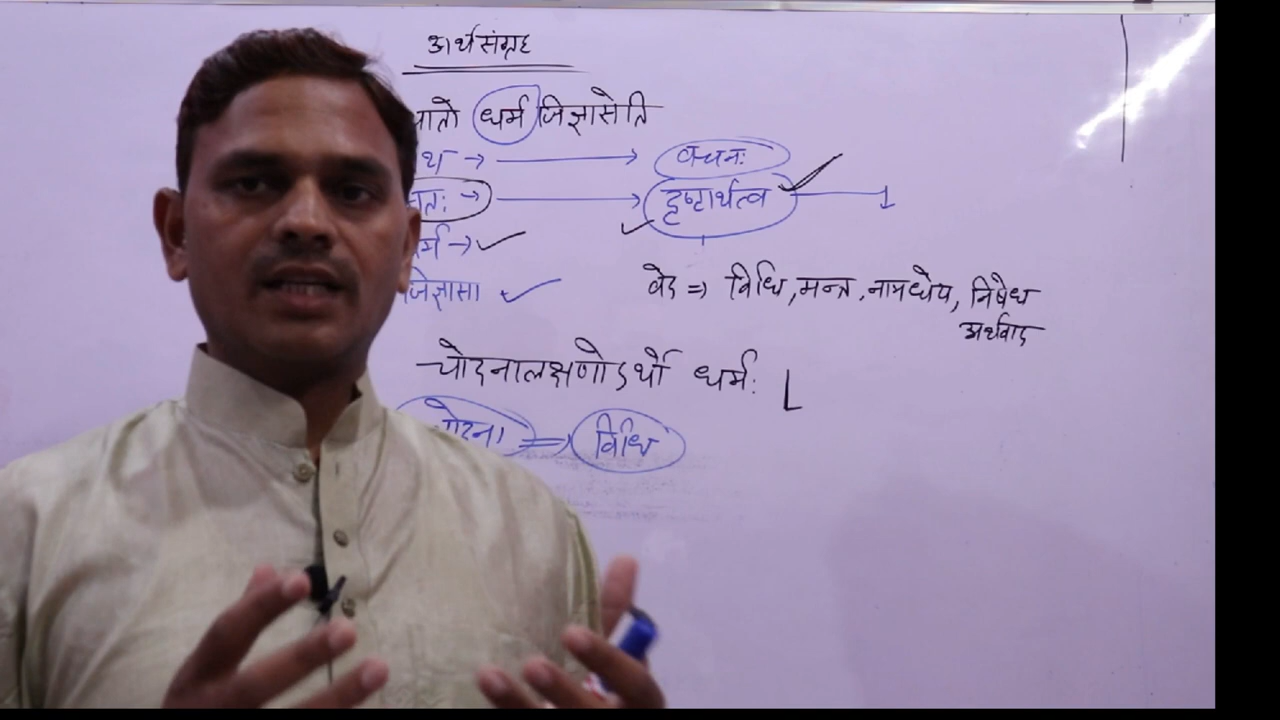 अर्थसंग्रह
धर्म जिज्ञासेति
→ → वचनः
तः → → दृष्टार्थत्व
र्म →
जिज्ञासा
वेद ⇒ विधि, मन्त्र, नामधेय, निषेध
अर्थवाद
चोदनालक्षणोऽर्थो धर्मः
⇒ विधि